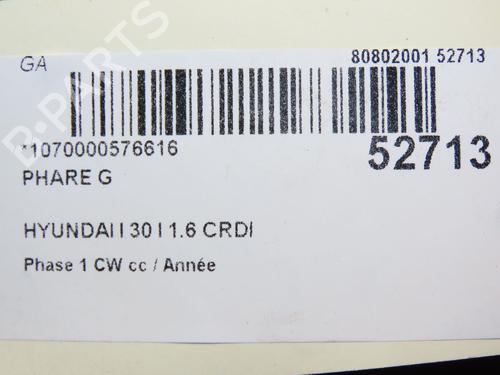 GA
80802001 52713
*1070000576616
52713
PHARE G
HYUNDAI I 30 I 1.6 CRDI
Phase 1 CW cc / Année
B-PARTS